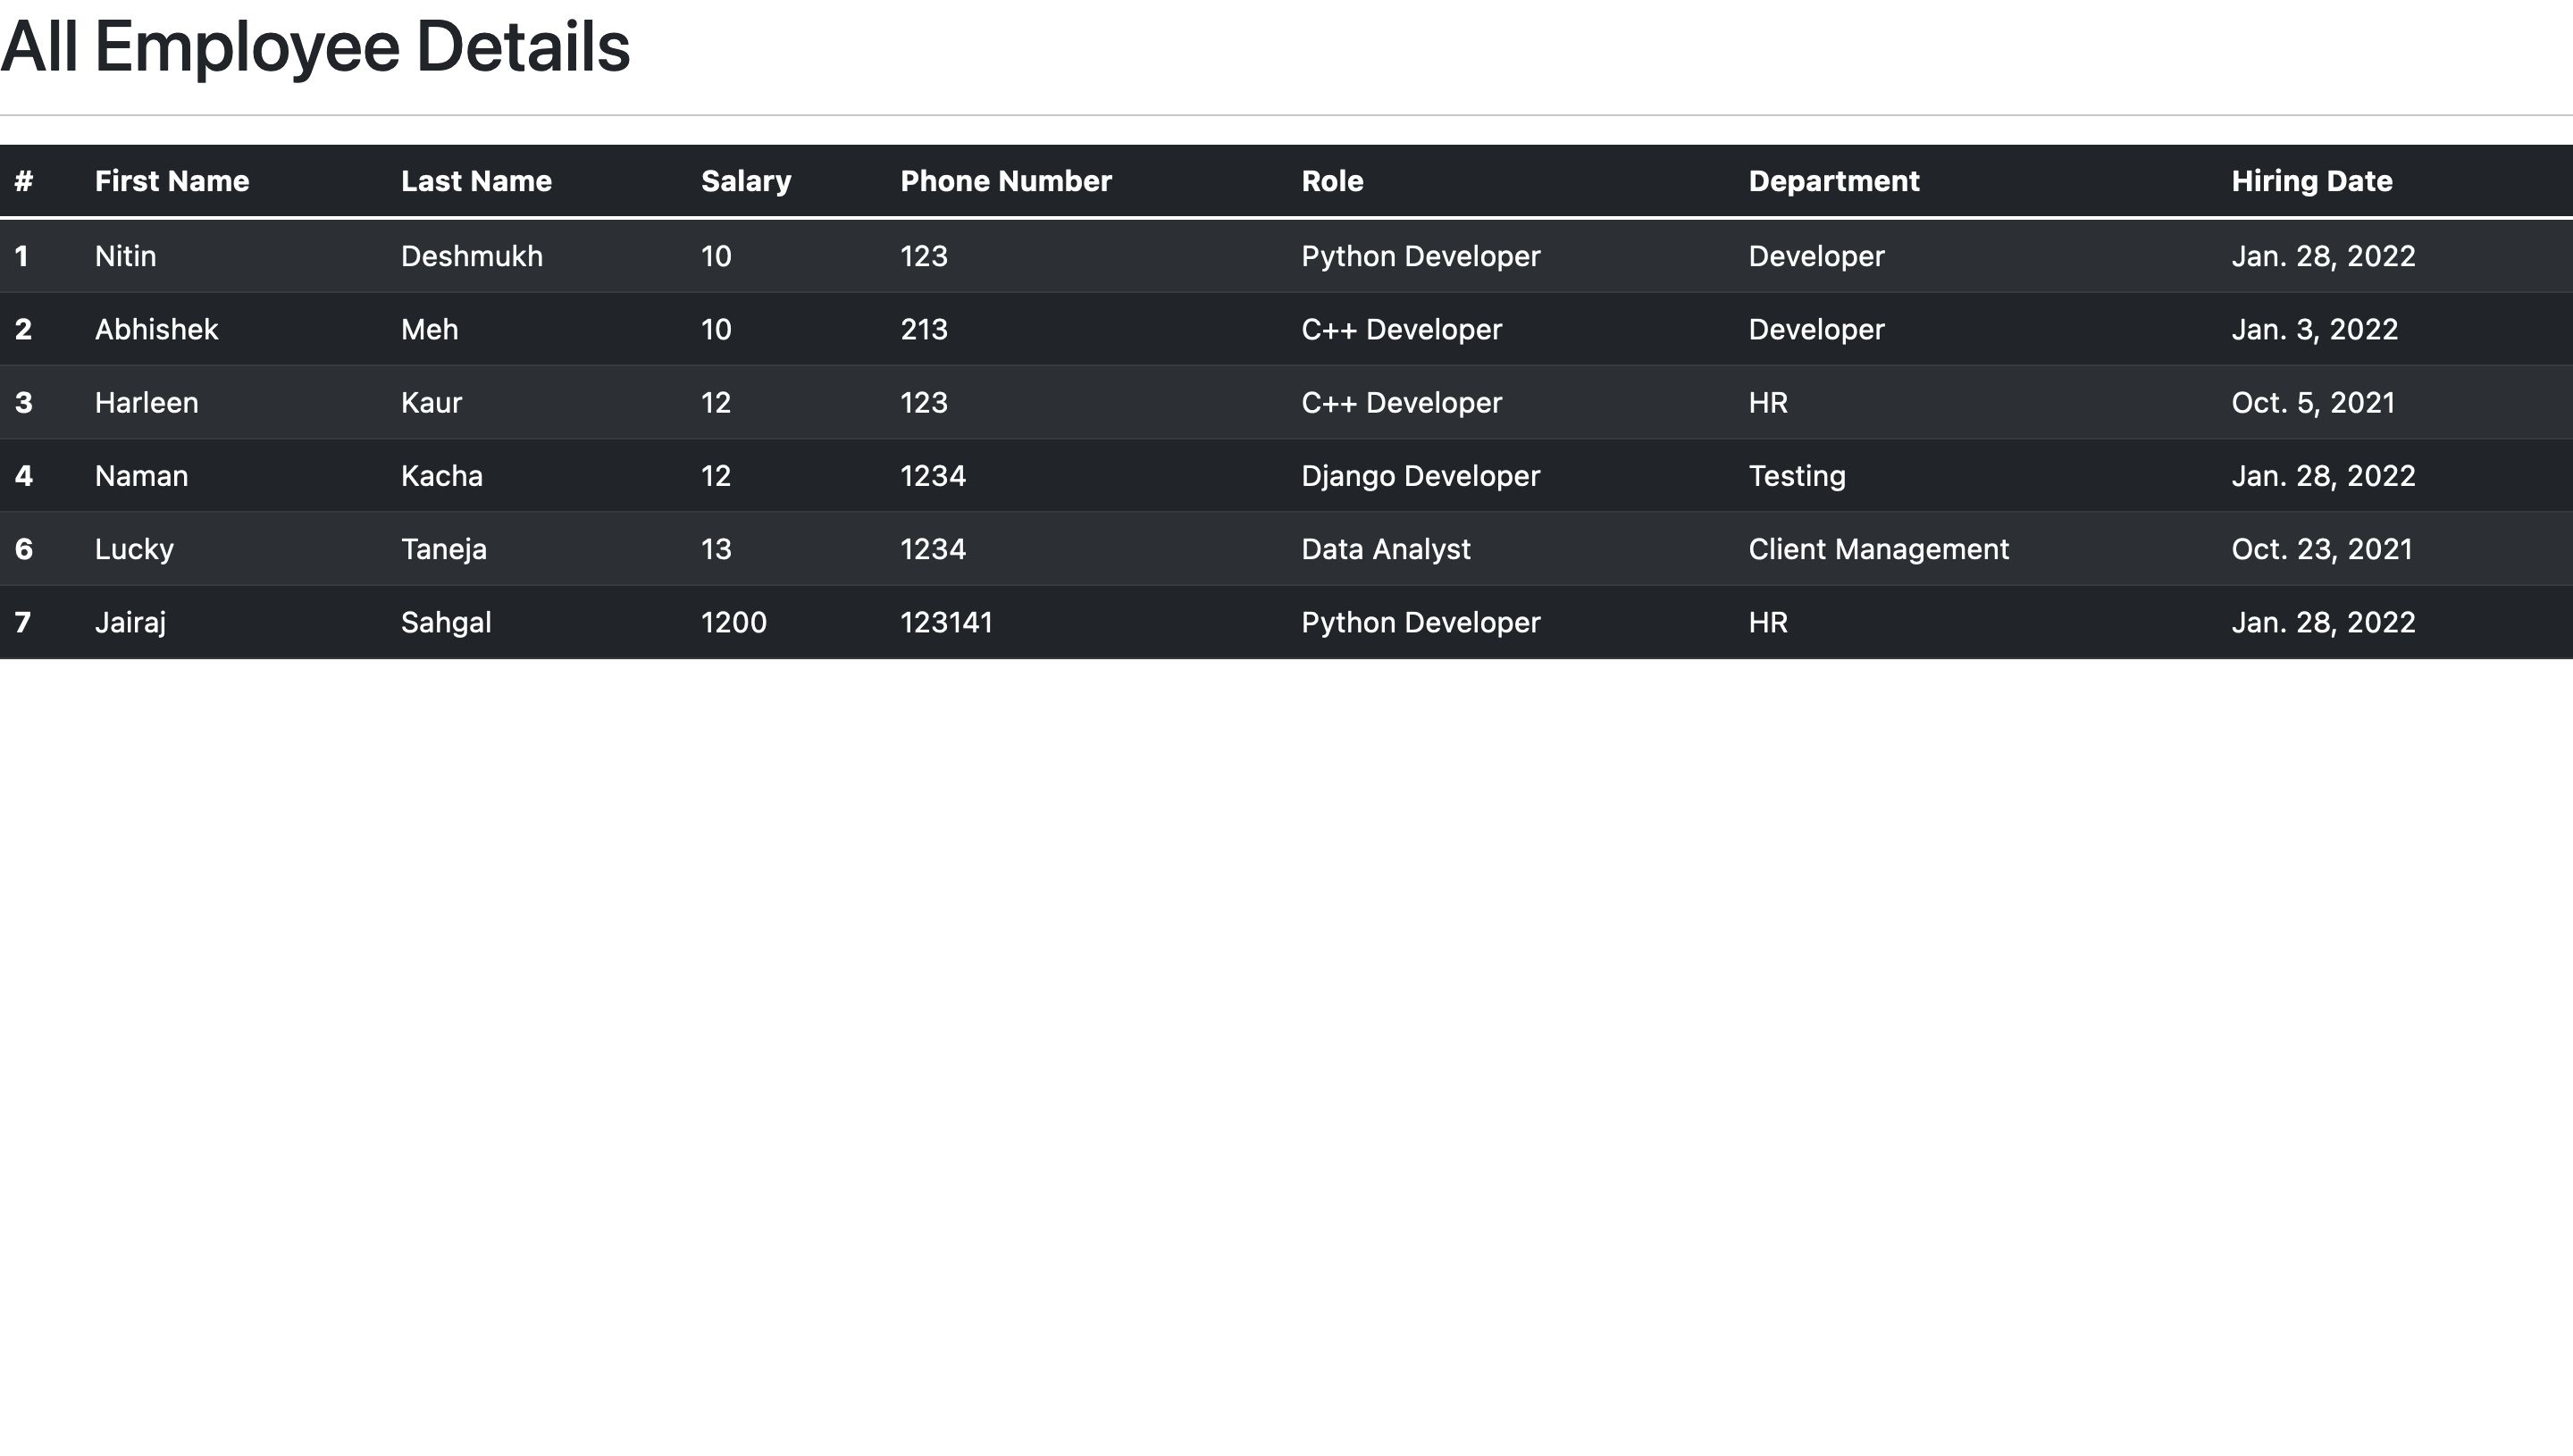 All Employee Details
# First Name Last Name Salary Phone Number Role Department Hiring Date
1 Nitin Deshmukh 10 123 Python Developer Developer Jan. 28, 2022
2 Abhishek Meh 10 213 C++ Developer Developer Jan. 3, 2022
3 Harleen Kaur 12 123 C++ Developer HR Oct. 5, 2021
4 Naman Kacha 12 1234 Django Developer Testing Jan. 28, 2022
6 Lucky Taneja 13 1234 Data Analyst Client Management Oct. 23, 2021
7 Jairaj Sahgal 1200 123141 Python Developer HR Jan. 28, 2022